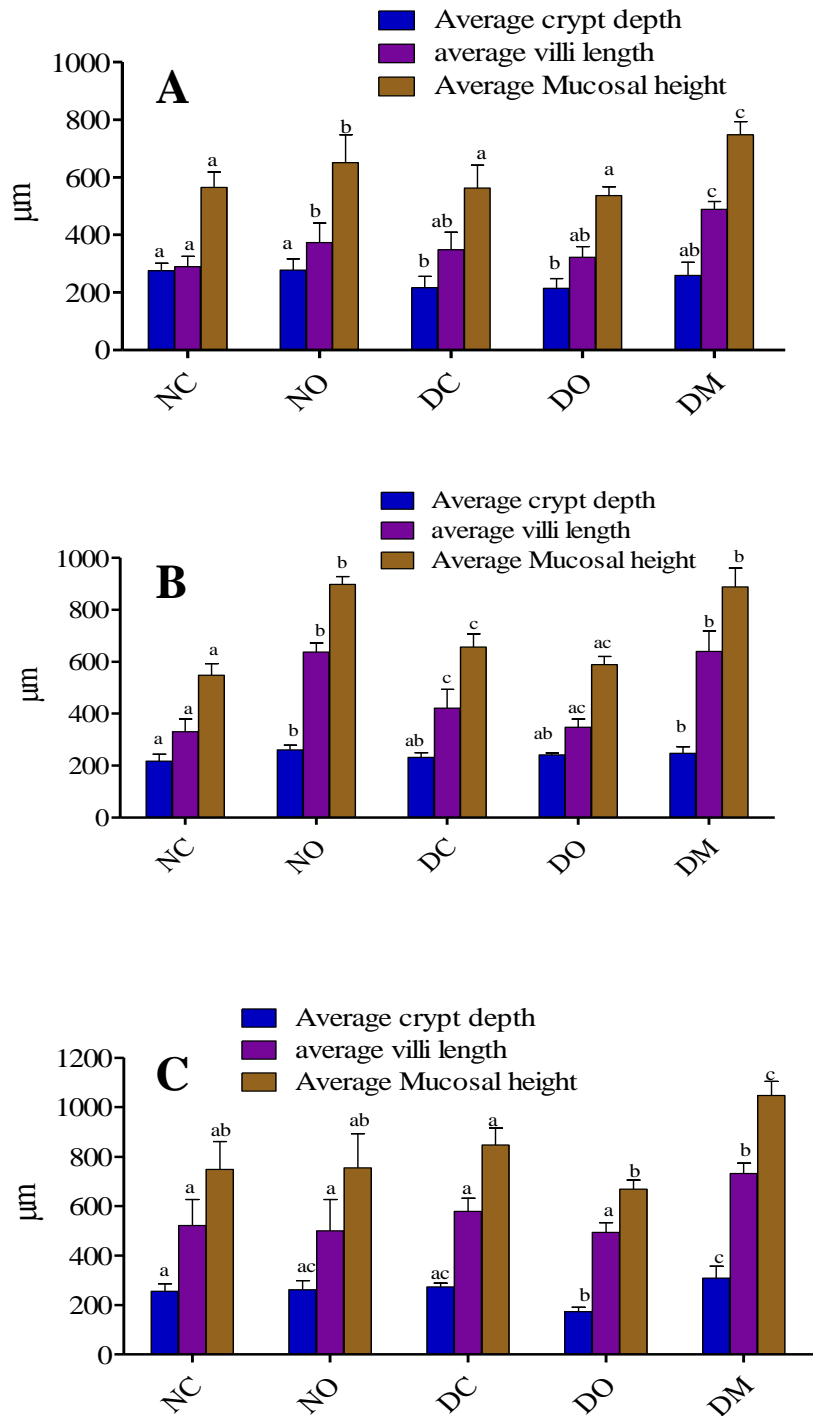 Average crypt depth
average villi length
Average Mucosal height
A
1000
800
600
400
200
0
μm
a a a
a b b
b ab a
b ab a
ab c c
NC NO DC DO DM
Average crypt depth
average villi length
Average Mucosal height
B
1000
800
600
400
200
0
μm
a a a
b b b
ab c c
ab ac ac
b b b
NC NO DC DO DM
Average crypt depth
average villi length
Average Mucosal height
C
1200
1000
800
600
400
200
0
μm
a a ab
ac a ab
ac a a
b a b
c b c
NC NO DC DO DM